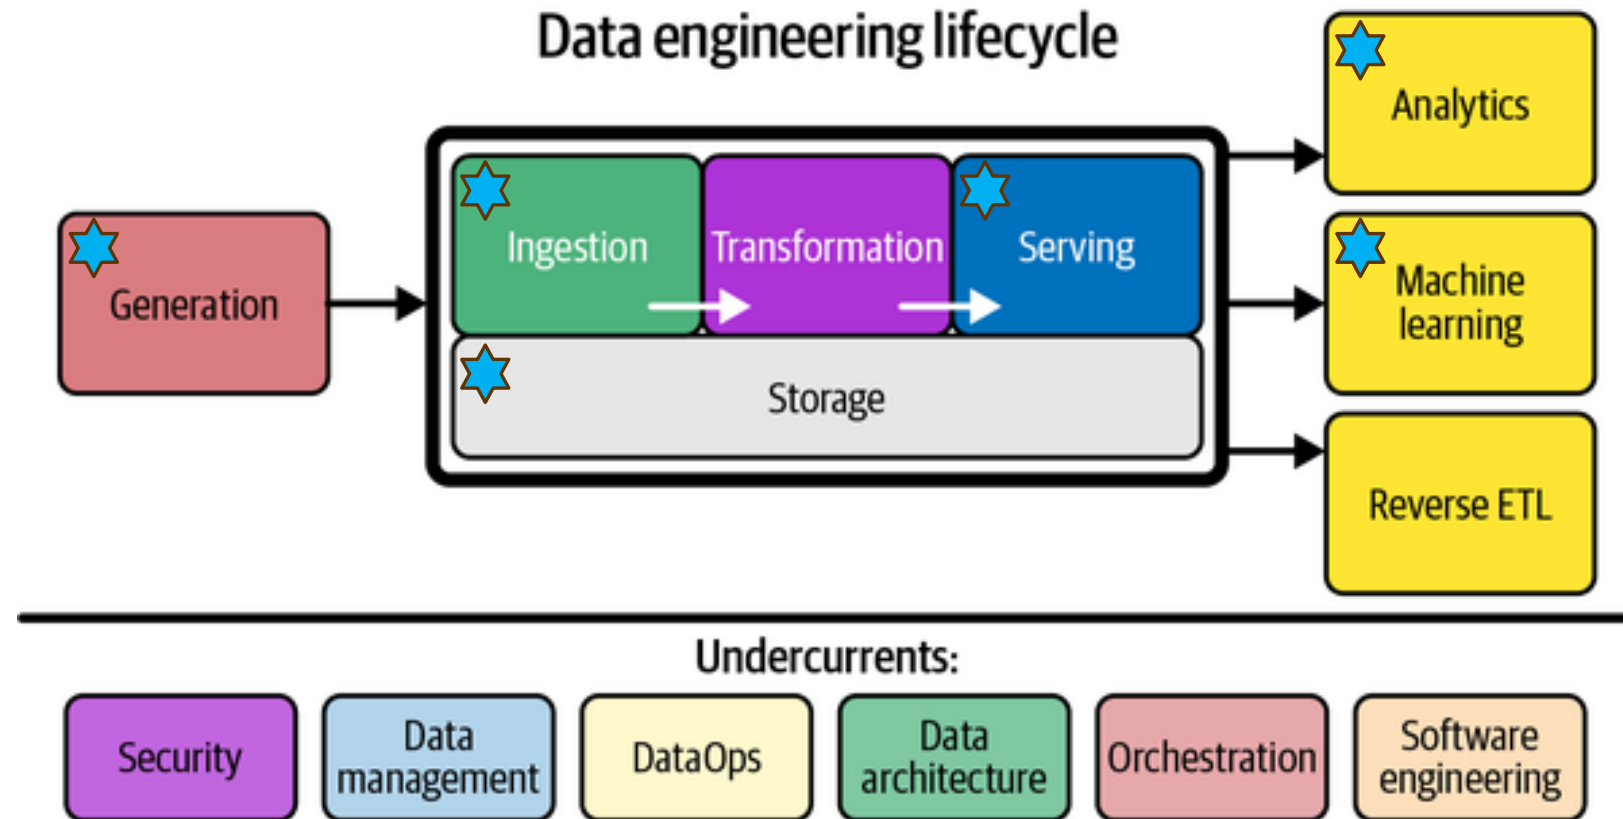 Data engineering lifecycle
Generation
Ingestion
Transformation
Serving
Storage
Analytics
Machine
learning
Reverse ETL
Undercurrents:
Security
Data
management
DataOps
Data
architecture
Orchestration
Software
engineering